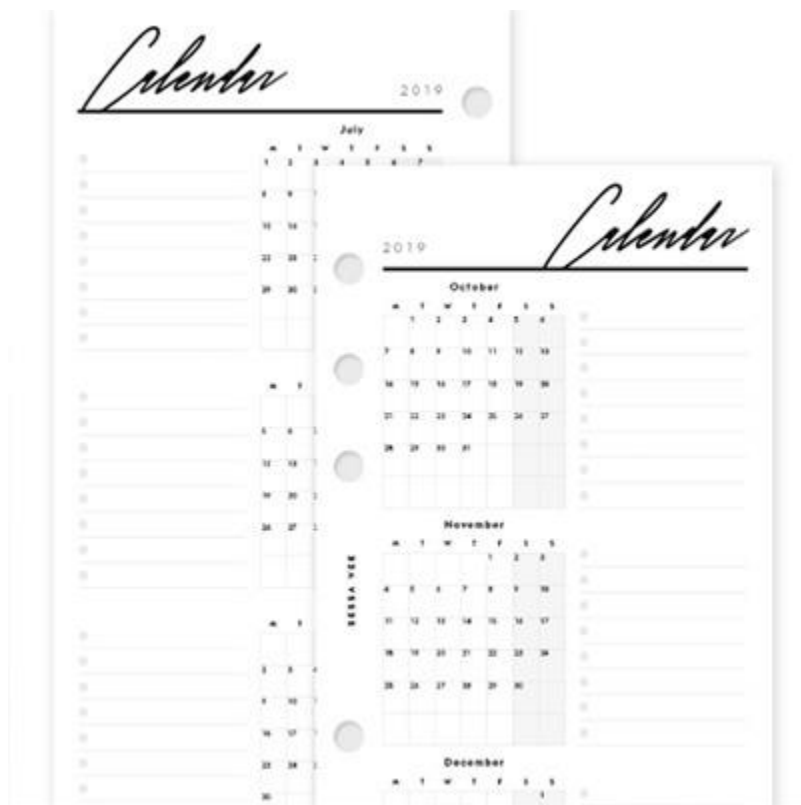 Calendar
2019
July
M T W T F S S
1 2 3 4 5 6 7
8 9
15 16
22 23
29 30
M T
5 6
12 13
19 20
26 27
M T
2 3
9 10
16 17
23 24
30
Calendar
2019
October
M T W T F S S
1 2 3 4 5 6
7 8 9 10 11 12 13
14 15 16 17 18 19 20
21 22 23 24 25 26 27
28 29 30 31
November
M T W T F S S
1 2 3
4 5 6 7 8 9 10
11 12 13 14 15 16 17
18 19 20 21 22 23 24
25 26 27 28 29 30
December
M T W T F S S
1